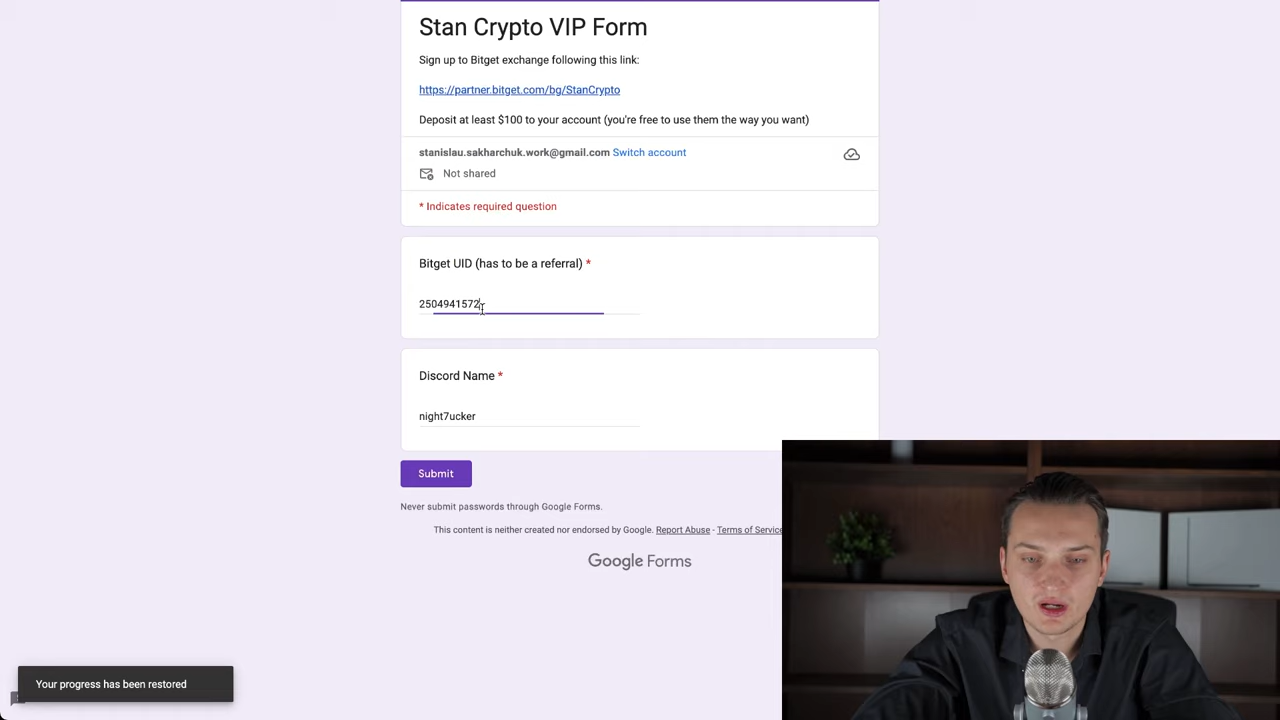 Stan Crypto VIP Form
Sign up to Bitget exchange following this link:
https://partner.bitget.com/bg/StanCrypto
Deposit at least $100 to your account (you're free to use them the way you want)
stanislau.sakharchuk.work@gmail.com Switch account
Not shared
* Indicates required question
Bitget UID (has to be a referral) *
2504941572
Discord Name *
night7ucker
Submit
Never submit passwords through Google Forms.
This content is neither created nor endorsed by Google. Report Abuse - Terms of Service
Google Forms
Your progress has been restored